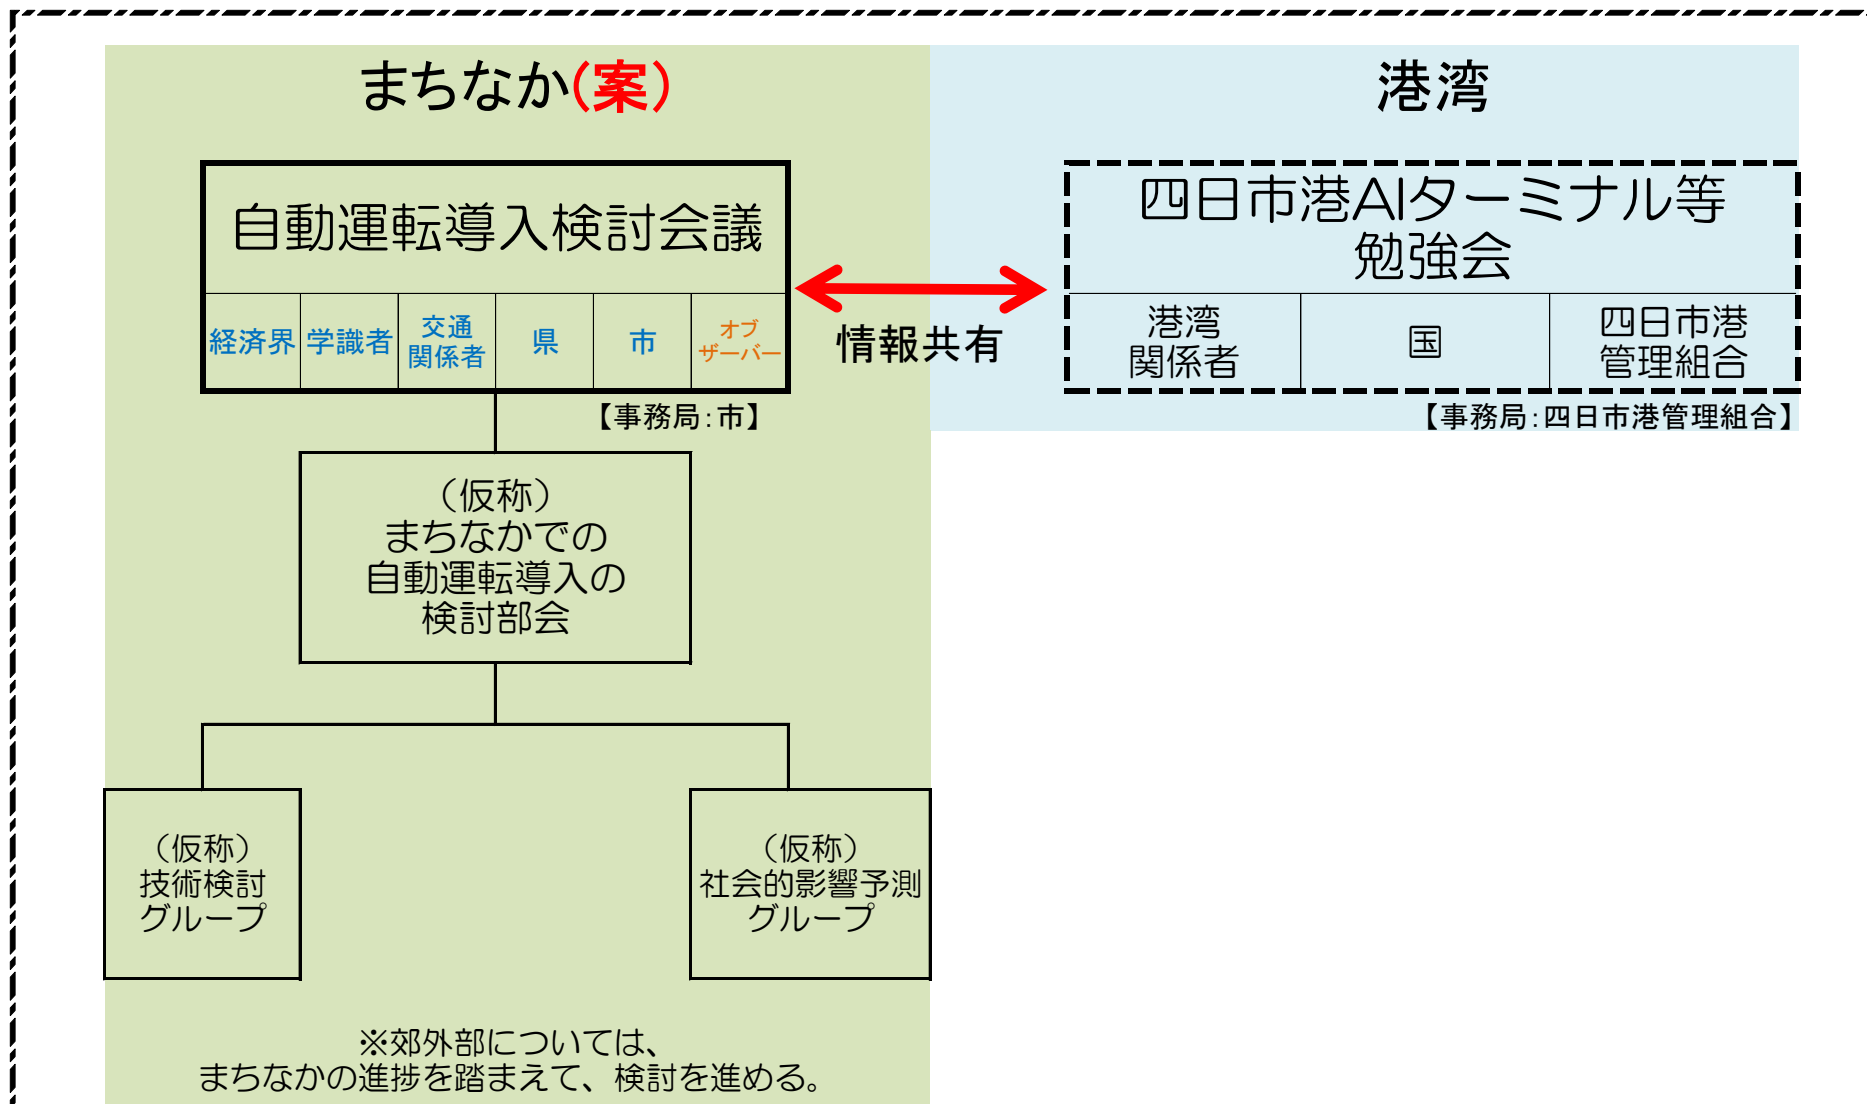 まちなか(案)
自動運転導入検討会議
経済界
学識者
交通
関係者
県
市
オブ
ザーバー
【事務局:市】
情報共有
港湾
四日市港AIターミナル等
勉強会
港湾
関係者
国
四日市港
管理組合
【事務局:四日市港管理組合】
（仮称）
まちなかでの
自動運転導入の
検討部会
（仮称）
技術検討
グループ
（仮称）
社会的影響予測
グループ
※郊外部については、
まちなかの進捗を踏まえて、検討を進める。